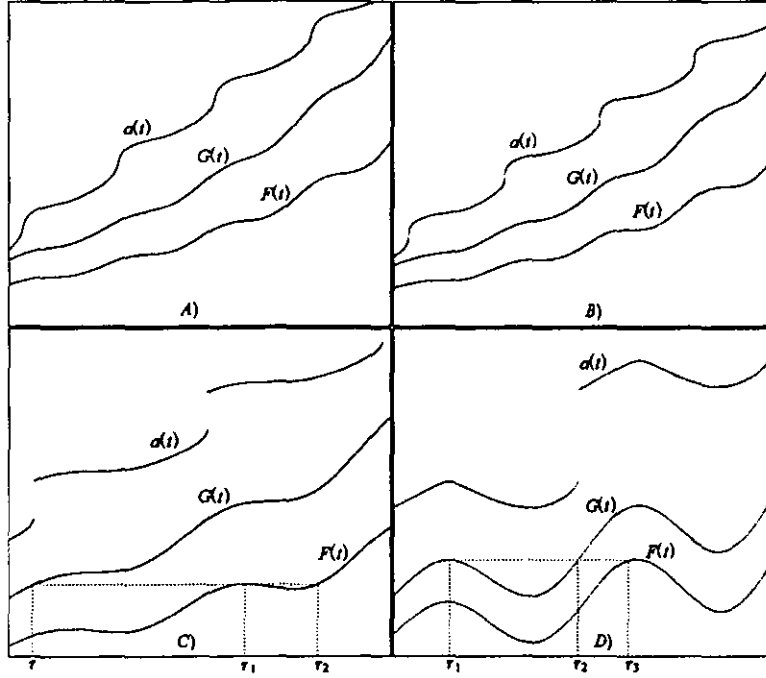 a(t)
G(t)
F(t)
A)
a(t)
G(t)
F(t)
B)
a(t)
G(t)
F(t)
C)
τ
τ₁
τ₂
a(t)
G(t)
F(t)
D)
τ₁
τ₂
τ₃